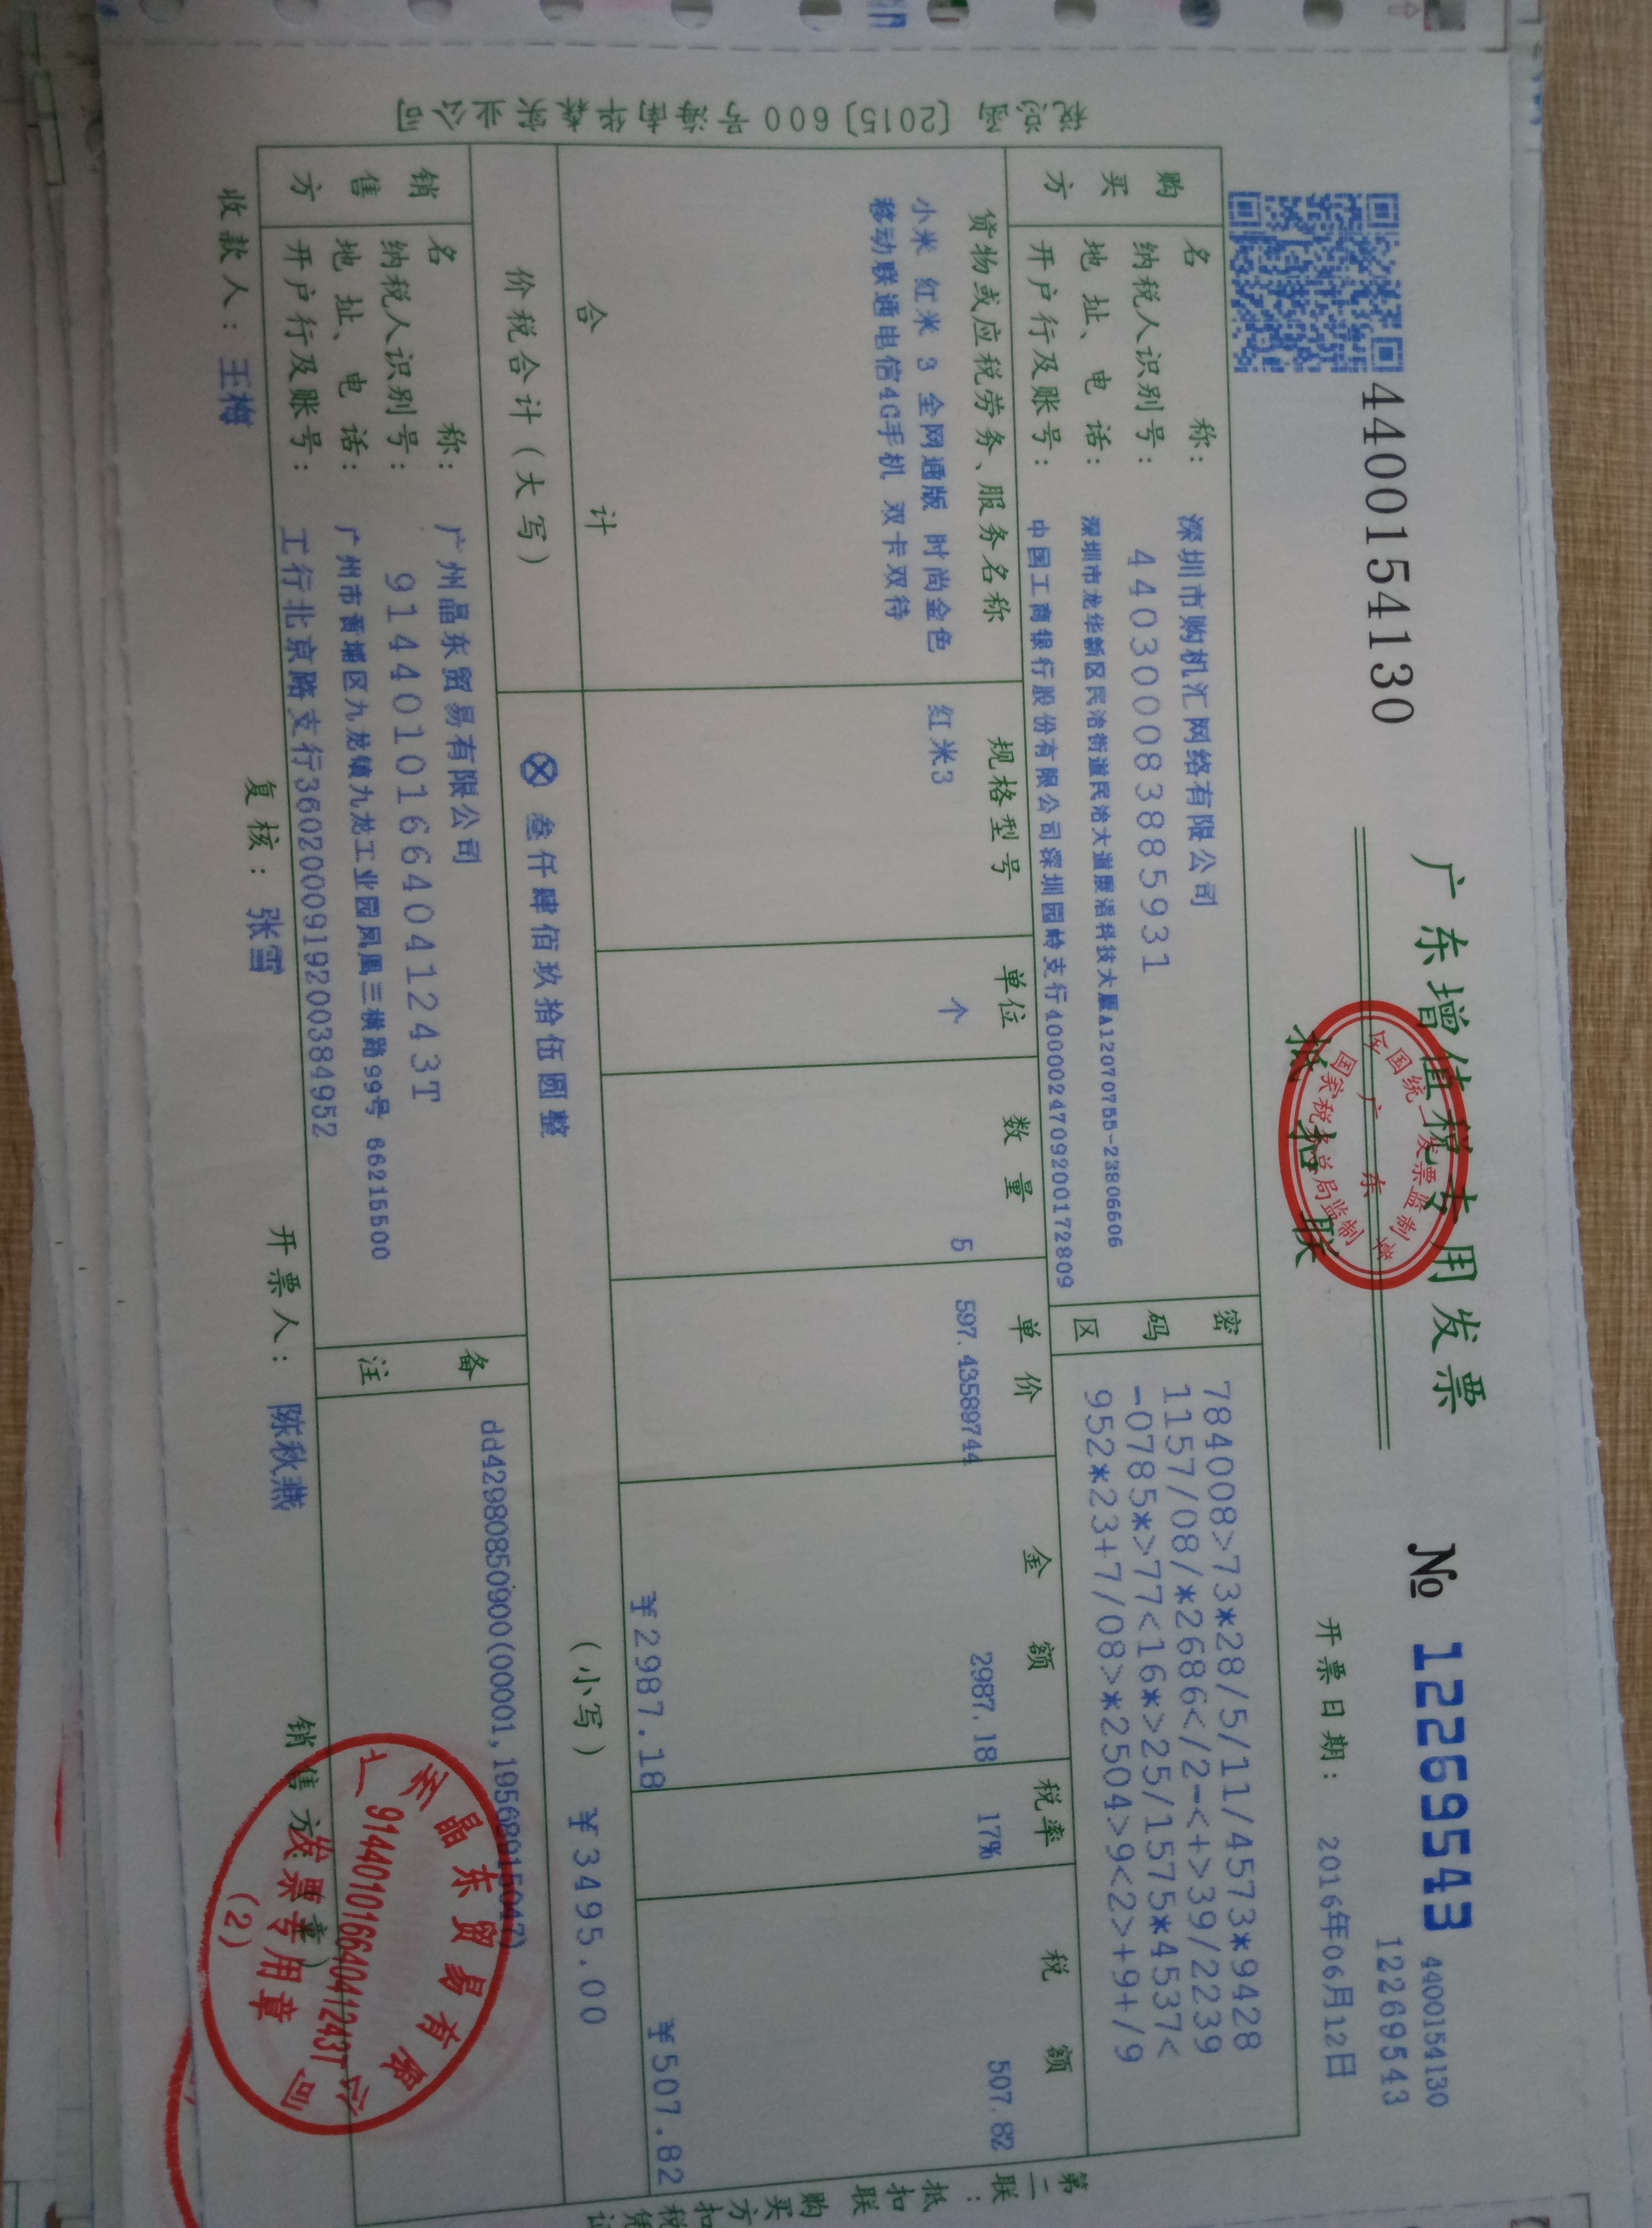 4400154130
广东增值税专用发票
№ 12269543
4400154130
12269543
抵扣联
开票日期: 2016年06月12日
全国统一发票监制章
广东
国家税务总局监制
购买方
名称: 深圳市购机汇网络有限公司
纳税人识别号: 440300083885931
地址、电话: 深圳市龙华新区民治街道民治大道展滔科技大厦A12070755-23806606
开户行及账号: 中国工商银行股份有限公司深圳园岭支行4000024709200172809
密码区
784008>73*28/5/11/4573*9428
1157/08/*2686</2-<+>39/2239
-0785*>77<16*>25/1575*4537<
952*23+7/08>*2504>9<2>+9+/9
货物或应税劳务、服务名称 规格型号 单位 数量 单价 金额 税率 税额
小米 红米 3 全网通版 时尚金色 红米3 个 5 597.43589744 2987.18 17% 507.82
移动联通电信4G手机 双卡双待
合计 ¥2987.18 ¥507.82
价税合计(大写) ⊗ 叁仟肆佰玖拾伍圆整 (小写) ¥3495.00
销售方
名称: 广州晶东贸易有限公司
纳税人识别号: 91440101664041243T
地址、电话: 广州市黄埔区九龙镇九龙工业园凤凰三横路99号 66215500
开户行及账号: 工行北京路支行3602000919200384952
备注
dd42980850900(00001,19568915047)
收款人: 王梅 复核: 张雪 开票人: 陈秋燕 销售方:(章)
广州晶东贸易有限公司
91440101664041243T
发票专用章
(2)
[2015] 600 号海南华森实业公司
第二联: 抵扣联 购买方扣税凭证